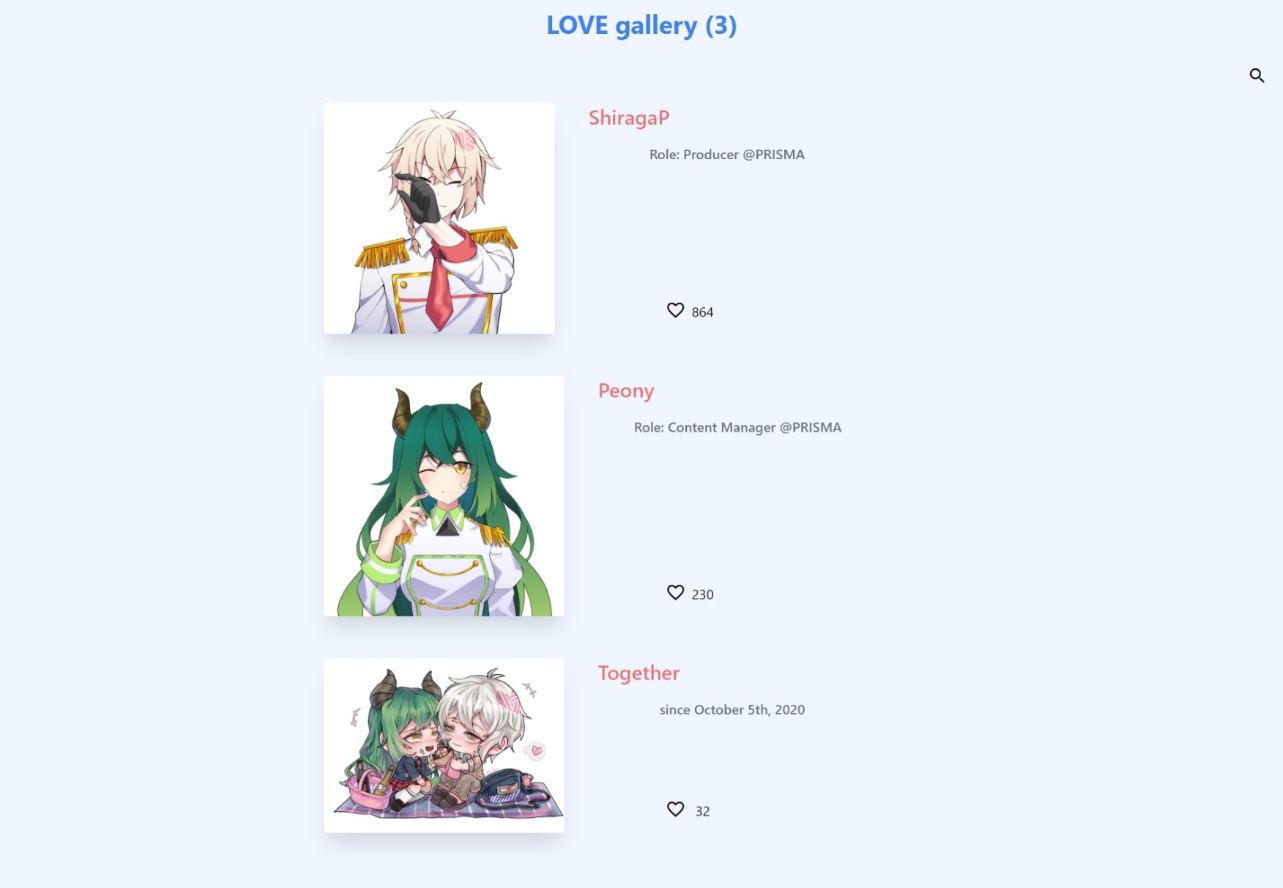 LOVE gallery (3)
ShiragaP
Role: Producer @PRISMA
864
Peony
Role: Content Manager @PRISMA
230
Together
since October 5th, 2020
32